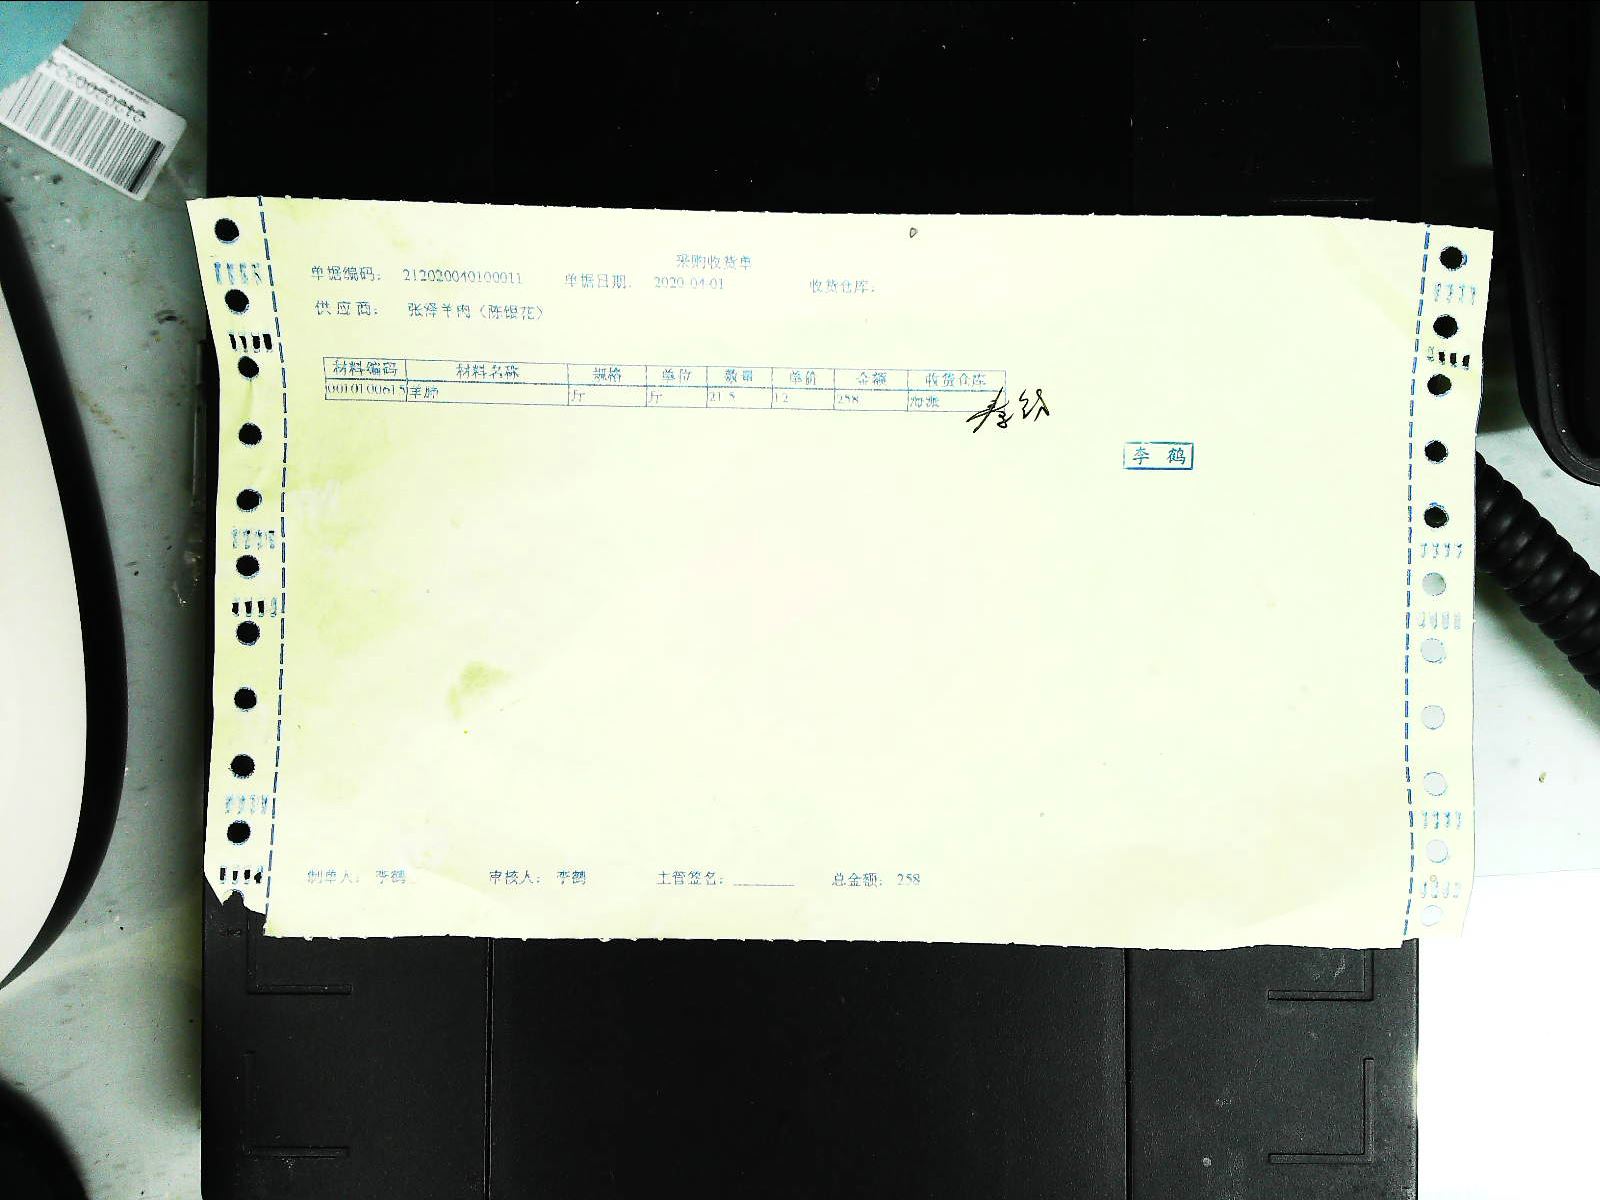 采购收货单
单据编码: 212020040100011 单据日期: 2020-04-01 收货仓库:
供应商: 张泽羊肉（陈银花）
材料编码 材料名称 规格 单位 数量 单价 金额 收货仓库
0010100615 羊肺 斤 斤 21.5 12 258
李鹤
制单人: 李鹤 审核人: 李鹤 主管签名: 总金额: 258